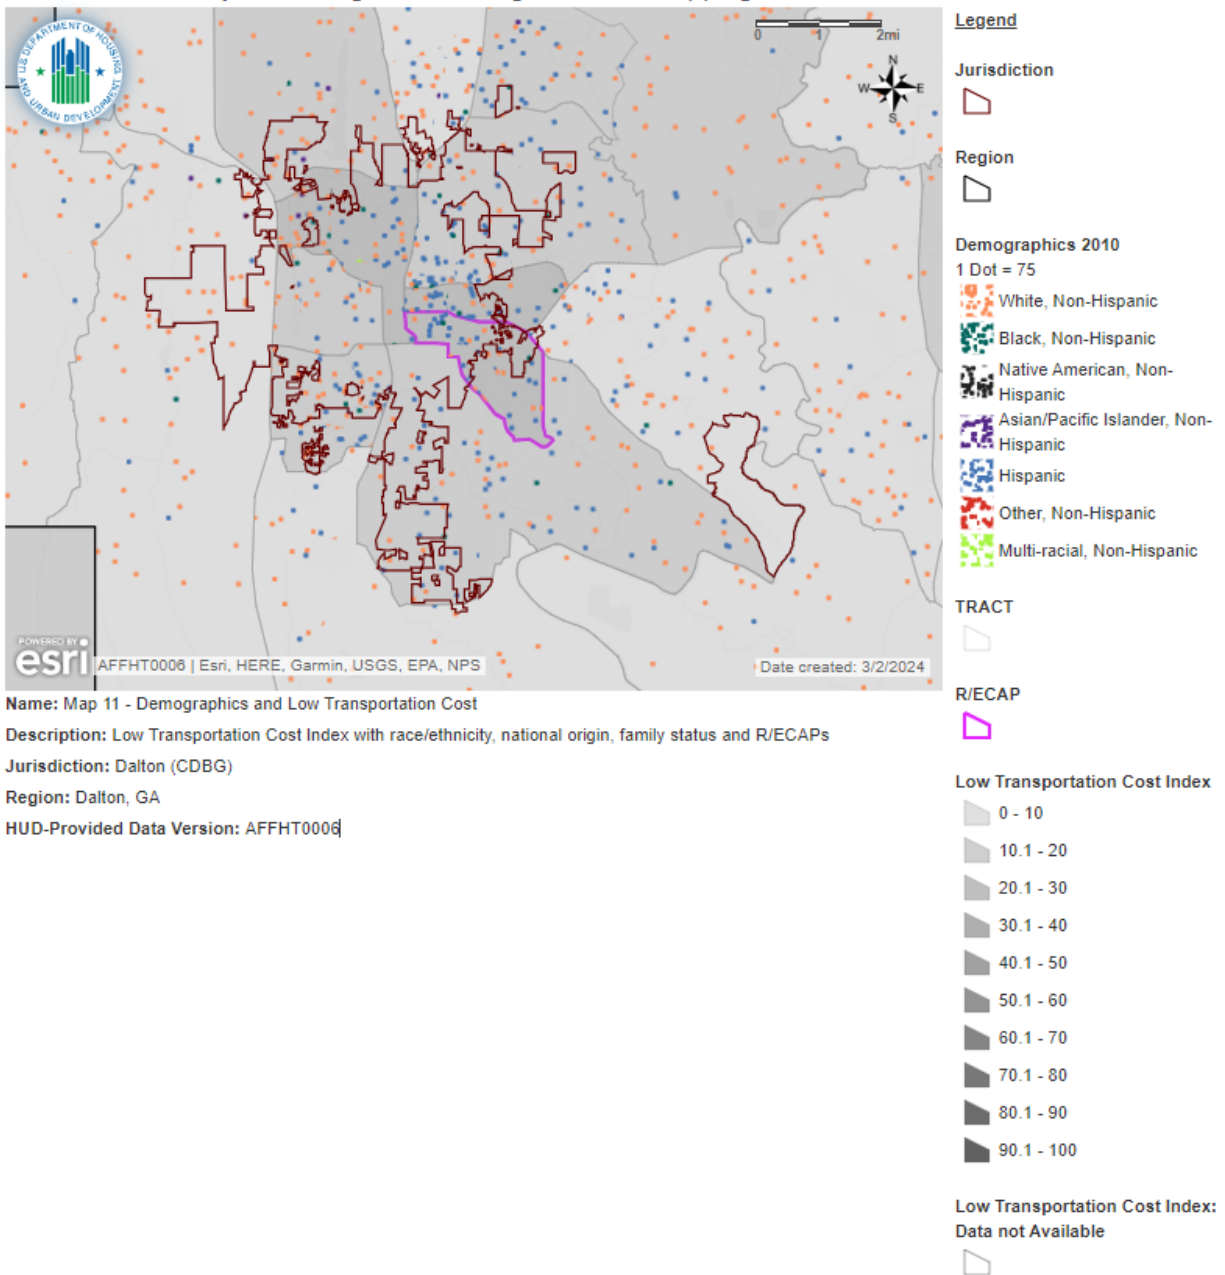 U.S. DEPARTMENT OF HOUSING
AND URBAN DEVELOPMENT
0 1 2mi
N
W E
S
POWERED BY
esri
AFFHT0006 | Esri, HERE, Garmin, USGS, EPA, NPS
Date created: 3/2/2024
Name: Map 11 - Demographics and Low Transportation Cost
Description: Low Transportation Cost Index with race/ethnicity, national origin, family status and R/ECAPs
Jurisdiction: Dalton (CDBG)
Region: Dalton, GA
HUD-Provided Data Version: AFFHT0006
Legend
Jurisdiction
Region
Demographics 2010
1 Dot = 75
White, Non-Hispanic
Black, Non-Hispanic
Native American, Non-
Hispanic
Asian/Pacific Islander, Non-
Hispanic
Hispanic
Other, Non-Hispanic
Multi-racial, Non-Hispanic
TRACT
R/ECAP
Low Transportation Cost Index
0 - 10
10.1 - 20
20.1 - 30
30.1 - 40
40.1 - 50
50.1 - 60
60.1 - 70
70.1 - 80
80.1 - 90
90.1 - 100
Low Transportation Cost Index:
Data not Available